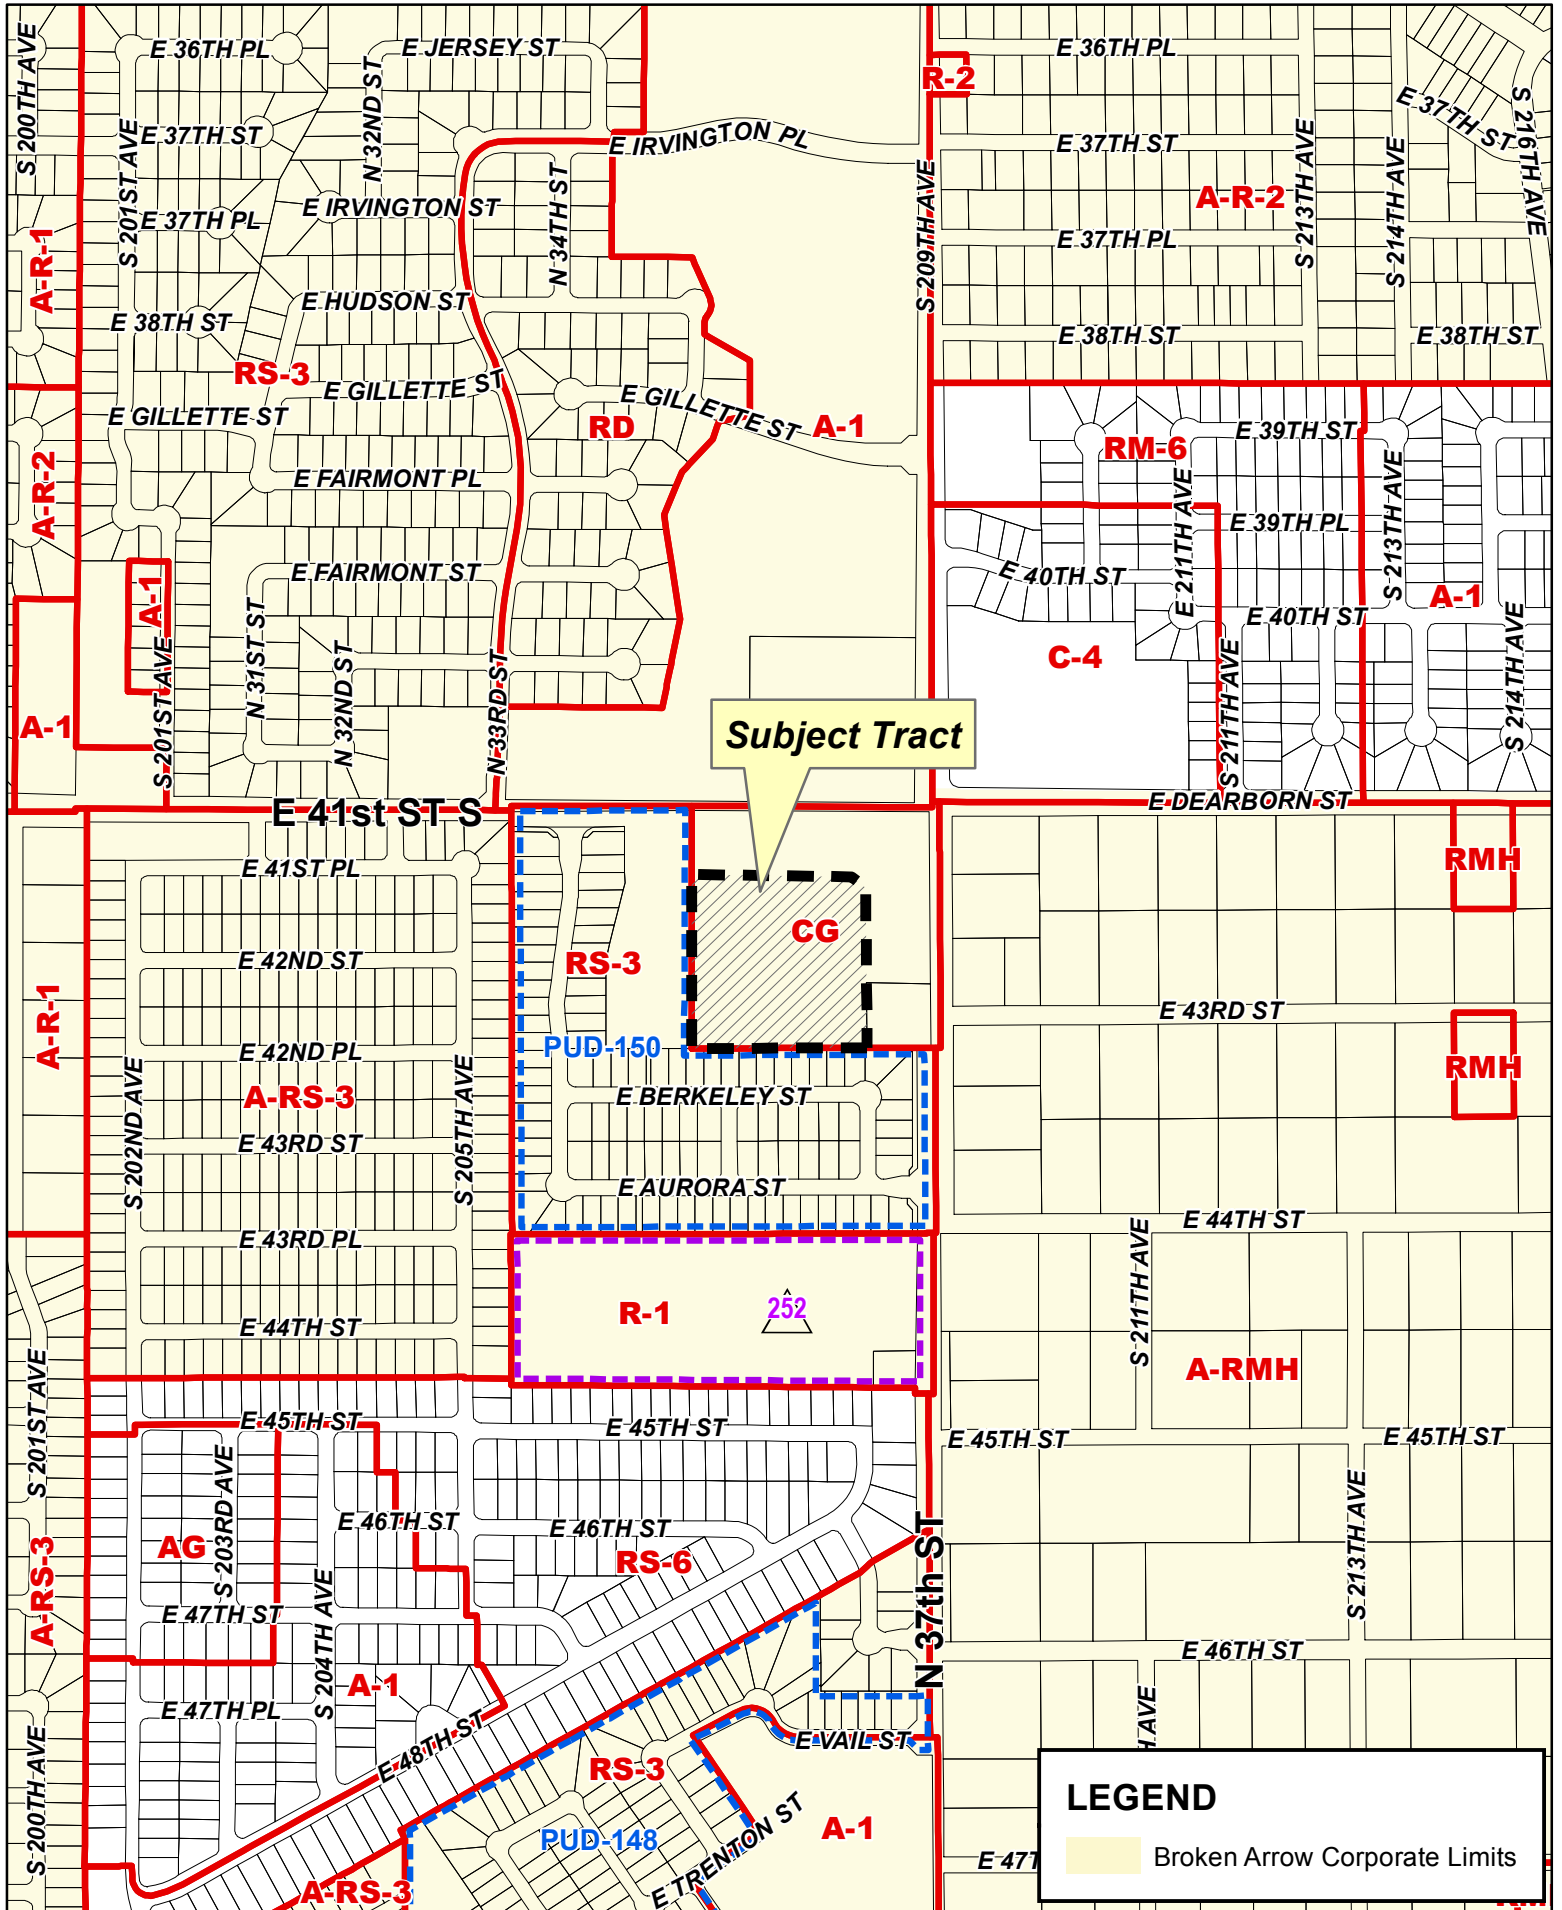 S 200TH AVE
E 36TH PL
E JERSEY ST
E 36TH PL
R-2
N 32ND ST
E 37TH ST
S 216TH AVE
S 201ST AVE
E 37TH ST
E IRVINGTON PL
E 37TH ST
S 213TH AVE
S 214TH AVE
N 34TH ST
S 209TH AVE
A-R-2
E IRVINGTON ST
E 37TH PL
E 37TH PL
A-R-1
E HUDSON ST
E 38TH ST
E 38TH ST
E 38TH ST
RS-3
E GILLETTE ST
E GILLETTE ST
E GILLETTE ST
RD
A-1
E 39TH ST
RM-6
A-R-2
E FAIRMONT PL
E 211TH AVE
S 213TH AVE
E 39TH PL
E FAIRMONT ST
E 40TH ST
A-1
A-1
E 40TH ST
N 31ST ST
N 32ND ST
N 33RD ST
S 201ST AVE
C-4
S 211TH AVE
S 214TH AVE
A-1
Subject Tract
E 41st ST S
E DEARBORN ST
E 41ST PL
RMH
CG
E 42ND ST
RS-3
A-R-1
E 43RD ST
E 42ND PL
PUD-150
RMH
S 202ND AVE
A-RS-3
S 205TH AVE
E BERKELEY ST
E 43RD ST
E AURORA ST
E 44TH ST
E 43RD PL
S 211TH AVE
R-1
252
E 44TH ST
A-RMH
S 201ST AVE
E 45TH ST
E 45TH ST
E 45TH ST
E 45TH ST
S 203RD AVE
S 213TH AVE
E 46TH ST
E 46TH ST
AG
RS-6
A-RS-3
N 37th ST
E 47TH ST
S 204TH AVE
E 46TH ST
A-1
E 47TH PL
H AVE
E 48TH ST
E VAIL ST
S 200TH AVE
RS-3
LEGEND
A-1
PUD-148
E TRENTON ST
Broken Arrow Corporate Limits
E 47T
A-RS-3